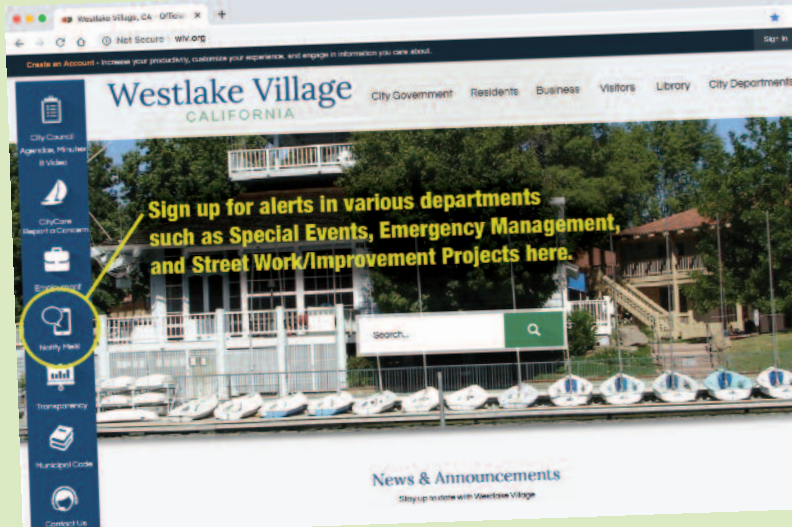 Westlake Village, CA - Official
Not Secure wlv.org
Create an Account - Increase your productivity, customize your experience, and engage in information you care about.
Sign In
Westlake Village
CALIFORNIA
City Government Residents Business Visitors Library City Departments
City Council
Agendas, Minutes
& Video
CityCare
Report a Concern
Employment
Notify Me®
Transparency
Municipal Code
Contact Us
Sign up for alerts in various departments
such as Special Events, Emergency Management,
and Street Work/Improvement Projects here.
Search...
News & Announcements
Stay up to date with Westlake Village